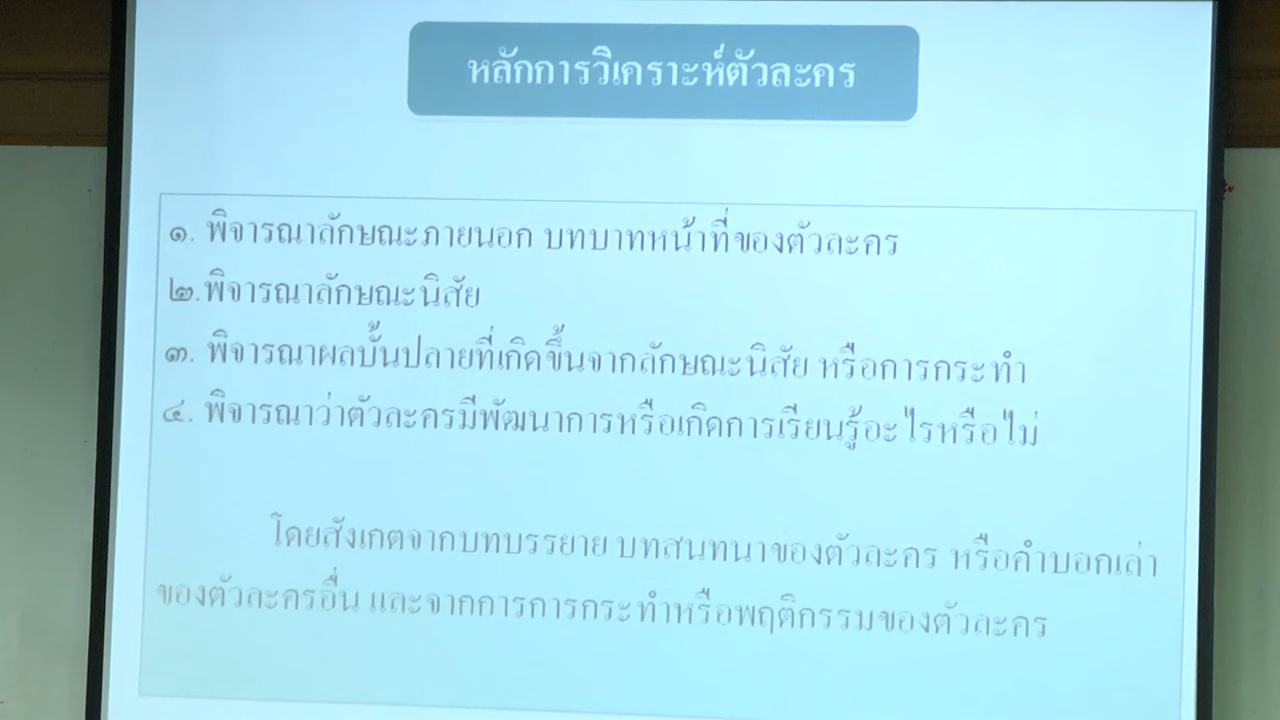 หลักการวิเคราะห์ตัวละคร
๑. พิจารณาลักษณะภายนอก บทบาทหน้าที่ของตัวละคร
๒.พิจารณาลักษณะนิสัย
๓. พิจารณาผลบั้นปลายที่เกิดขึ้นจากลักษณะนิสัย หรือการกระทำ
๔. พิจารณาว่าตัวละครมีพัฒนาการหรือเกิดการเรียนรู้อะไรหรือไม่
โดยสังเกตจากบทบรรยาย บทสนทนาของตัวละคร หรือคำบอกเล่า
ของตัวละครอื่น และจากการการกระทำหรือพฤติกรรมของตัวละคร